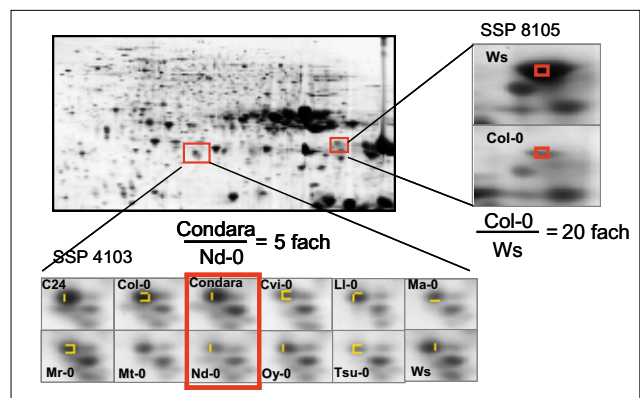 SSP 8105
Ws
Col-0
Col-0
Ws
= 20 fach
Condara
Nd-0
= 5 fach
SSP 4103
C24 Col-0 Condara Cvi-0 Ll-0 Ma-0
Mr-0 Mt-0 Nd-0 Oy-0 Tsu-0 Ws